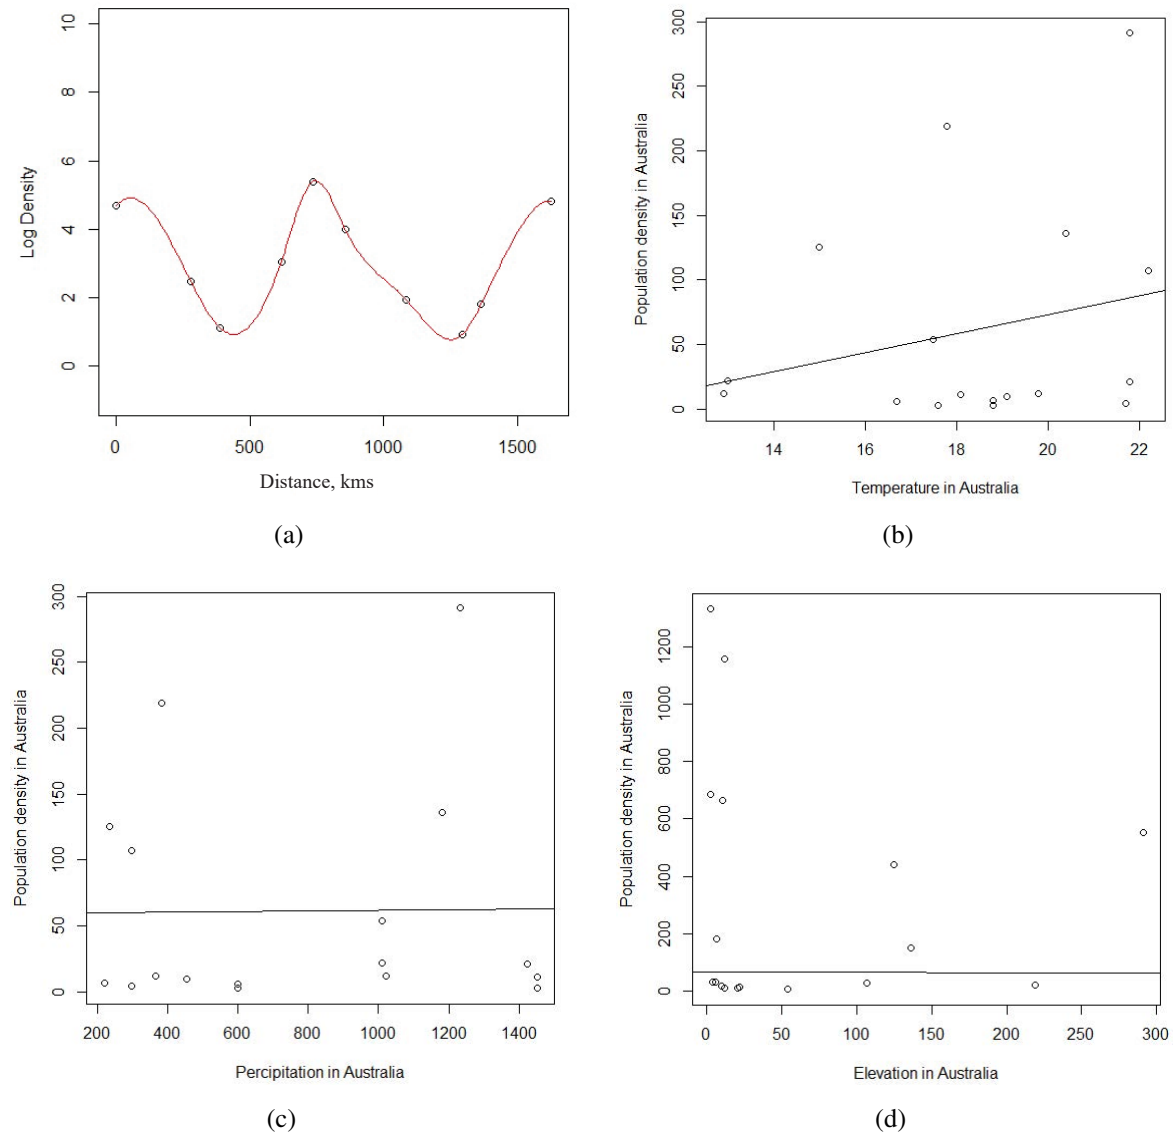 10
8
6
4
2
0
Log Density
0 500 1000 1500
Distance, kms
(a)
300
250
200
150
100
50
0
Population density in Australia
14 16 18 20 22
Temperature in Australia
(b)
300
250
200
150
100
50
0
Population density in Australia
200 400 600 800 1000 1200 1400
Percipitation in Australia
(c)
1200
1000
800
600
400
200
0
Population density in Australia
0 50 100 150 200 250 300
Elevation in Australia
(d)